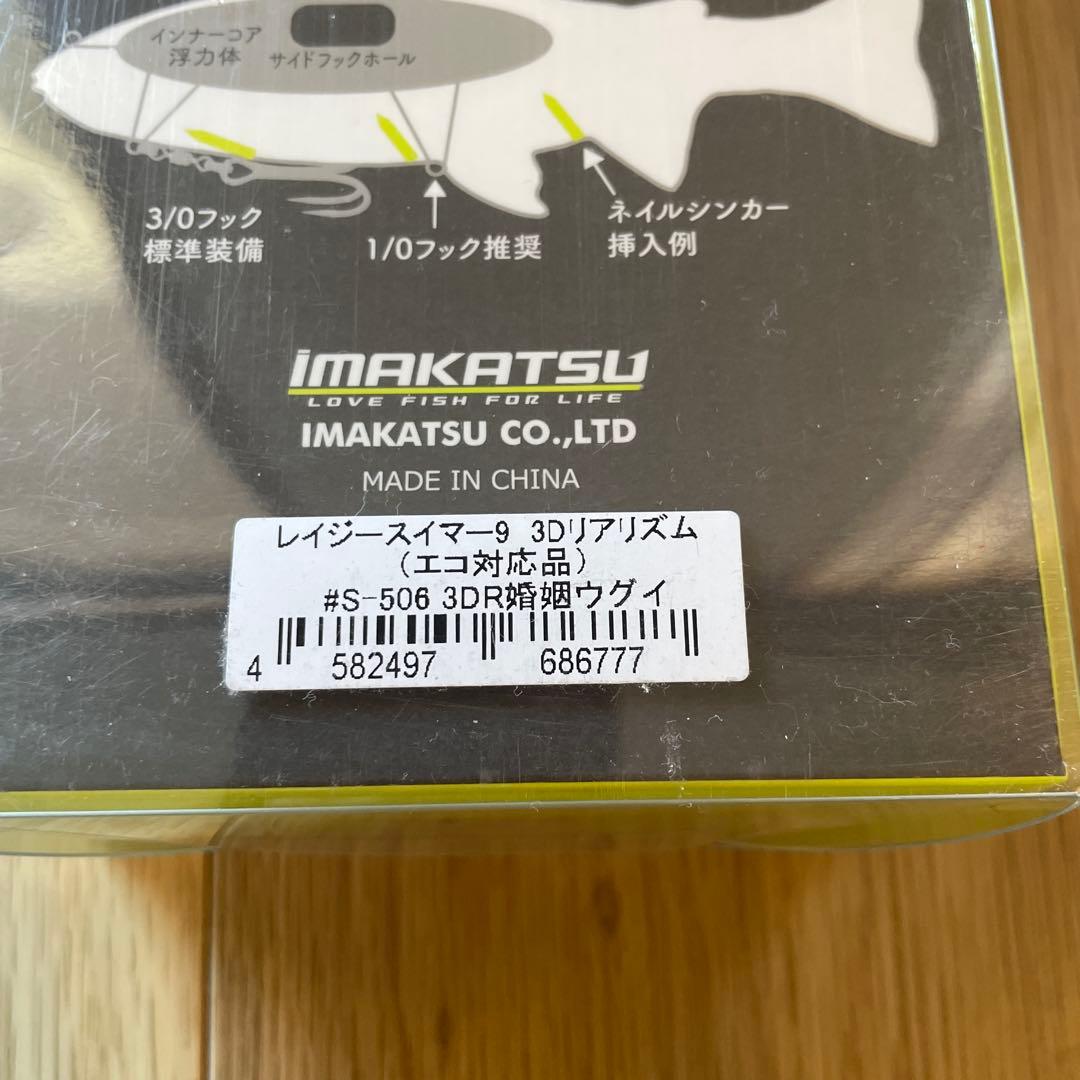 インナーコア
浮力体
サイドフックホール
3/0フック
標準装備
1/0フック推奨
ネイルシンカー
挿入例
iMAKATSU
LOVE FISH FOR LIFE
IMAKATSU CO.,LTD
MADE IN CHINA
レイジースイマー9 3Dリアリズム
(エコ対応品)
#S-506 3DR婚姻ウグイ
4 582497 686777